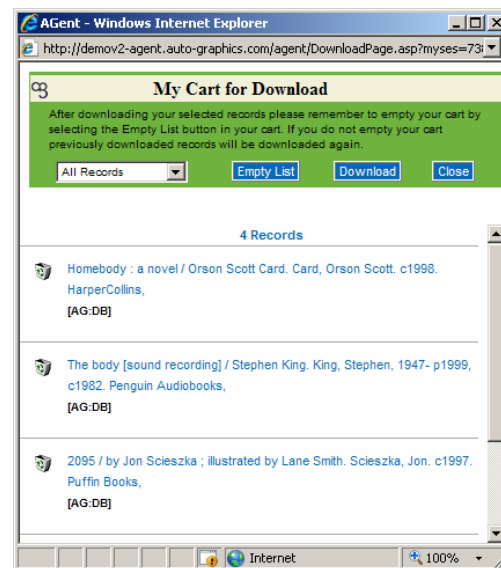 AGent - Windows Internet Explorer
http://demov2-agent.auto-graphics.com/agent/DownloadPage.asp?myses=73
My Cart for Download
After downloading your selected records please remember to empty your cart by
selecting the Empty List button in your cart. If you do not empty your cart
previously downloaded records will be downloaded again.
All Records Empty List Download Close
4 Records
Homebody : a novel / Orson Scott Card. Card, Orson Scott. c1998.
HarperCollins,
[AG:DB]
The body [sound recording] / Stephen King. King, Stephen, 1947- p1999,
c1982. Penguin Audiobooks,
[AG:DB]
2095 / by Jon Scieszka ; illustrated by Lane Smith. Scieszka, Jon. c1997.
Puffin Books,
[AG:DB]
Internet 100%